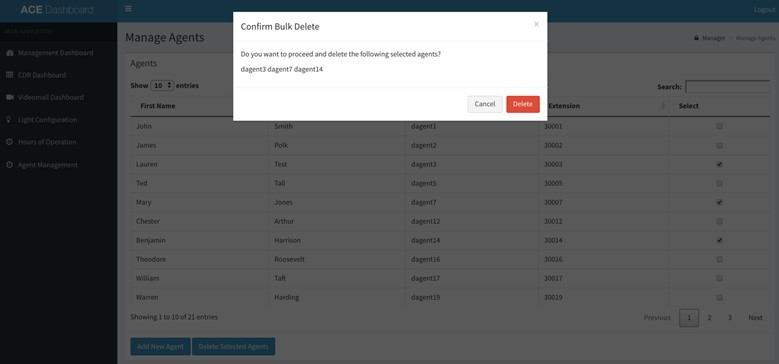 ACE Dashboard
Logout
Confirm Bulk Delete
×
Do you want to proceed and delete the following selected agents?
dagent3 dagent7 dagent14
Cancel
Delete
Manage Agents
Manager
Manage Agents
Management Dashboard
CDR Dashboard
Videomail Dashboard
Light Configuration
Hours of Operation
Agent Management
Agents
Show 10 entries
Search:
First Name Extension Select
John Smith dagent1 30001
James Polk dagent2 30002
Lauren Test dagent3 30003
Ted Tall dagent5 30005
Mary Jones dagent7 30007
Chester Arthur dagent12 30012
Benjamin Harrison dagent14 30014
Theodore Roosevelt dagent16 30016
William Taft dagent17 30017
Warren Harding dagent19 30019
Showing 1 to 10 of 21 entries
Previous 1 2 3 Next
Add New Agent
Delete Selected Agents